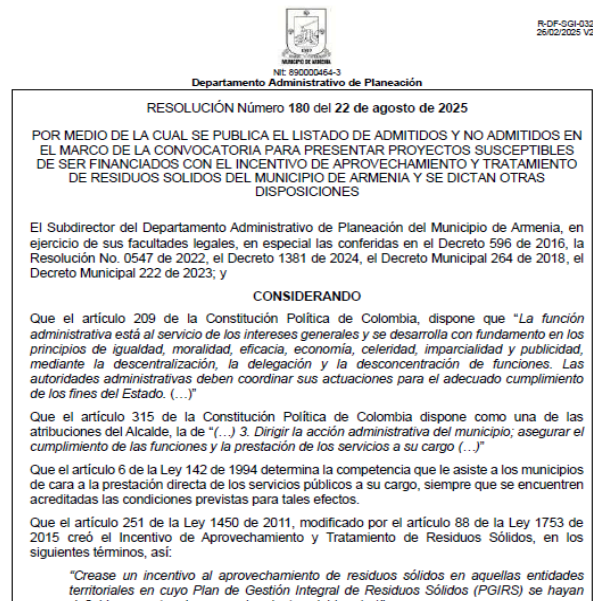 R-DF-SGI-032
26/02/2025 V2
MUNICIPIO DE ARMENIA
Nit: 890000464-3
Departamento Administrativo de Planeación
RESOLUCIÓN Número 180 del 22 de agosto de 2025
POR MEDIO DE LA CUAL SE PUBLICA EL LISTADO DE ADMITIDOS Y NO ADMITIDOS EN
EL MARCO DE LA CONVOCATORIA PARA PRESENTAR PROYECTOS SUSCEPTIBLES
DE SER FINANCIADOS CON EL INCENTIVO DE APROVECHAMIENTO Y TRATAMIENTO
DE RESIDUOS SOLIDOS DEL MUNICIPIO DE ARMENIA Y SE DICTAN OTRAS
DISPOSICIONES
El Subdirector del Departamento Administrativo de Planeación del Municipio de Armenia, en
ejercicio de sus facultades legales, en especial las conferidas en el Decreto 596 de 2016, la
Resolución No. 0547 de 2022, el Decreto 1381 de 2024, el Decreto Municipal 264 de 2018, el
Decreto Municipal 222 de 2023; y
CONSIDERANDO
Que el artículo 209 de la Constitución Política de Colombia, dispone que “La función
administrativa está al servicio de los intereses generales y se desarrolla con fundamento en los
principios de igualdad, moralidad, eficacia, economía, celeridad, imparcialidad y publicidad,
mediante la descentralización, la delegación y la desconcentración de funciones. Las
autoridades administrativas deben coordinar sus actuaciones para el adecuado cumplimiento
de los fines del Estado. (…)”
Que el artículo 315 de la Constitución Política de Colombia dispone como una de las
atribuciones del Alcalde, la de “(…) 3. Dirigir la acción administrativa del municipio; asegurar el
cumplimiento de las funciones y la prestación de los servicios a su cargo (…)”
Que el artículo 6 de la Ley 142 de 1994 determina la competencia que le asiste a los municipios
de cara a la prestación directa de los servicios públicos a su cargo, siempre que se encuentren
acreditadas las condiciones previstas para tales efectos.
Que el artículo 251 de la Ley 1450 de 2011, modificado por el artículo 88 de la Ley 1753 de
2015 creó el Incentivo de Aprovechamiento y Tratamiento de Residuos Sólidos, en los
siguientes términos, así:
“Crease un incentivo al aprovechamiento de residuos sólidos en aquellas entidades
territoriales en cuyo Plan de Gestión Integral de Residuos Sólidos (PGIRS) se hayan